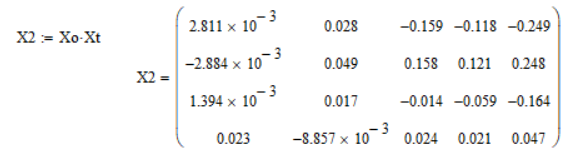 X2 := Xo·Xt
X2 =
2.811 × 10⁻³ 0.028 −0.159 −0.118 −0.249
−2.884 × 10⁻³ 0.049 0.158 0.121 0.248
1.394 × 10⁻³ 0.017 −0.014 −0.059 −0.164
0.023 −8.857 × 10⁻³ 0.024 0.021 0.047